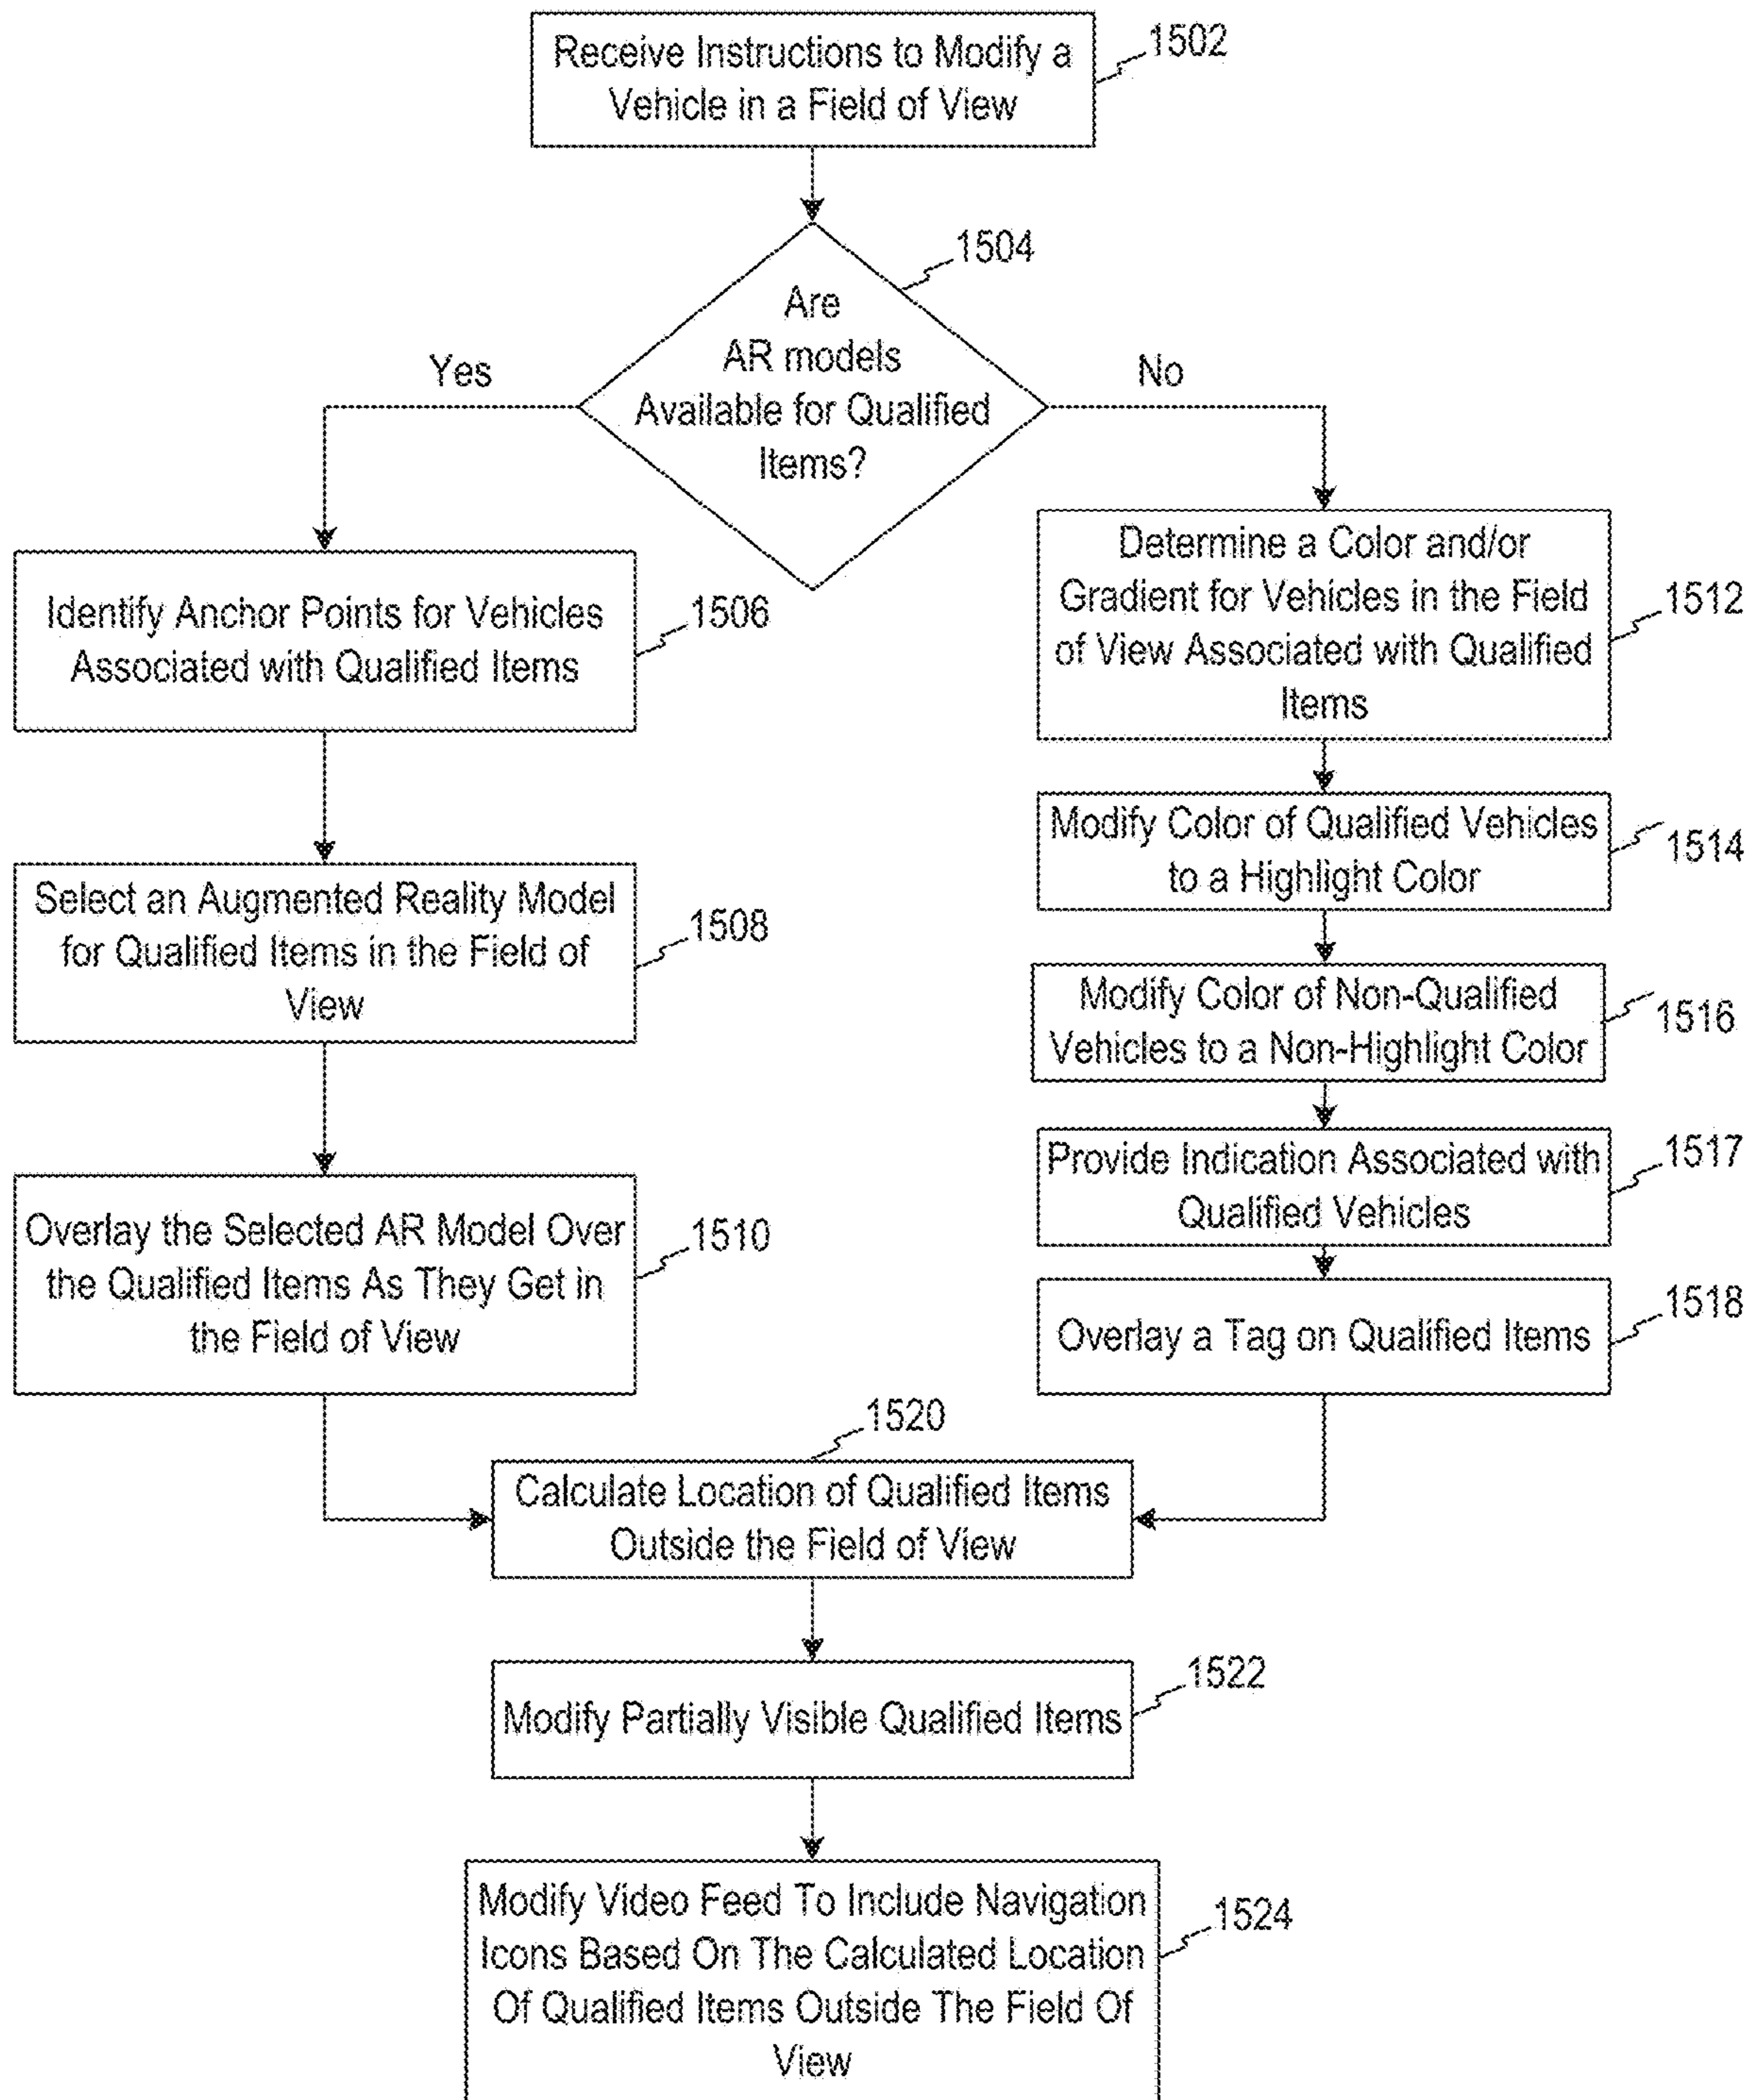 Receive Instructions to Modify a
Vehicle in a Field of View
1502
1504
Are
AR models
Available for Qualified
Items?
Yes
No
Identify Anchor Points for Vehicles
Associated with Qualified Items
1506
Determine a Color and/or
Gradient for Vehicles in the Field
of View Associated with Qualified
Items
1512
Select an Augmented Reality Model
for Qualified Items in the Field of
View
1508
Modify Color of Qualified Vehicles
to a Highlight Color
1514
Modify Color of Non-Qualified
Vehicles to a Non-Highlight Color
1516
Provide Indication Associated with
Qualified Vehicles
1517
Overlay the Selected AR Model Over
the Qualified Items As They Get in
the Field of View
1510
Overlay a Tag on Qualified Items
1518
1520
Calculate Location of Qualified Items
Outside the Field of View
Modify Partially Visible Qualified Items
1522
Modify Video Feed To Include Navigation
Icons Based On The Calculated Location
Of Qualified Items Outside The Field Of
View
1524